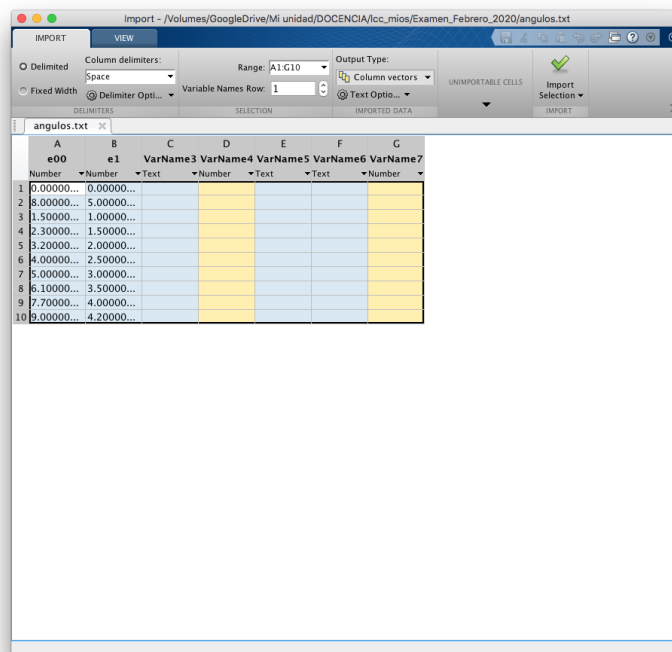 Import - /Volumes/GoogleDrive/Mi unidad/DOCENCIA/lcc_mios/Examen_Febrero_2020/angulos.txt
IMPORT VIEW
Delimited Column delimiters: Range: A1:G10 Output Type:
Space Column vectors
Fixed Width Delimiter Opti... Variable Names Row: 1 Text Optio... UNIMPORTABLE CELLS Import Selection
DELIMITERS SELECTION IMPORTED DATA IMPORT
angulos.txt
A B C D E F G
e00 e1 VarName3 VarName4 VarName5 VarName6 VarName7
Number Number Text Number Text Text Number
1 0.00000... 0.00000...
2 8.00000... 5.00000...
3 1.50000... 1.00000...
4 2.30000... 1.50000...
5 3.20000... 2.00000...
6 4.00000... 2.50000...
7 5.00000... 3.00000...
8 6.10000... 3.50000...
9 7.70000... 4.00000...
10 9.00000... 4.20000...